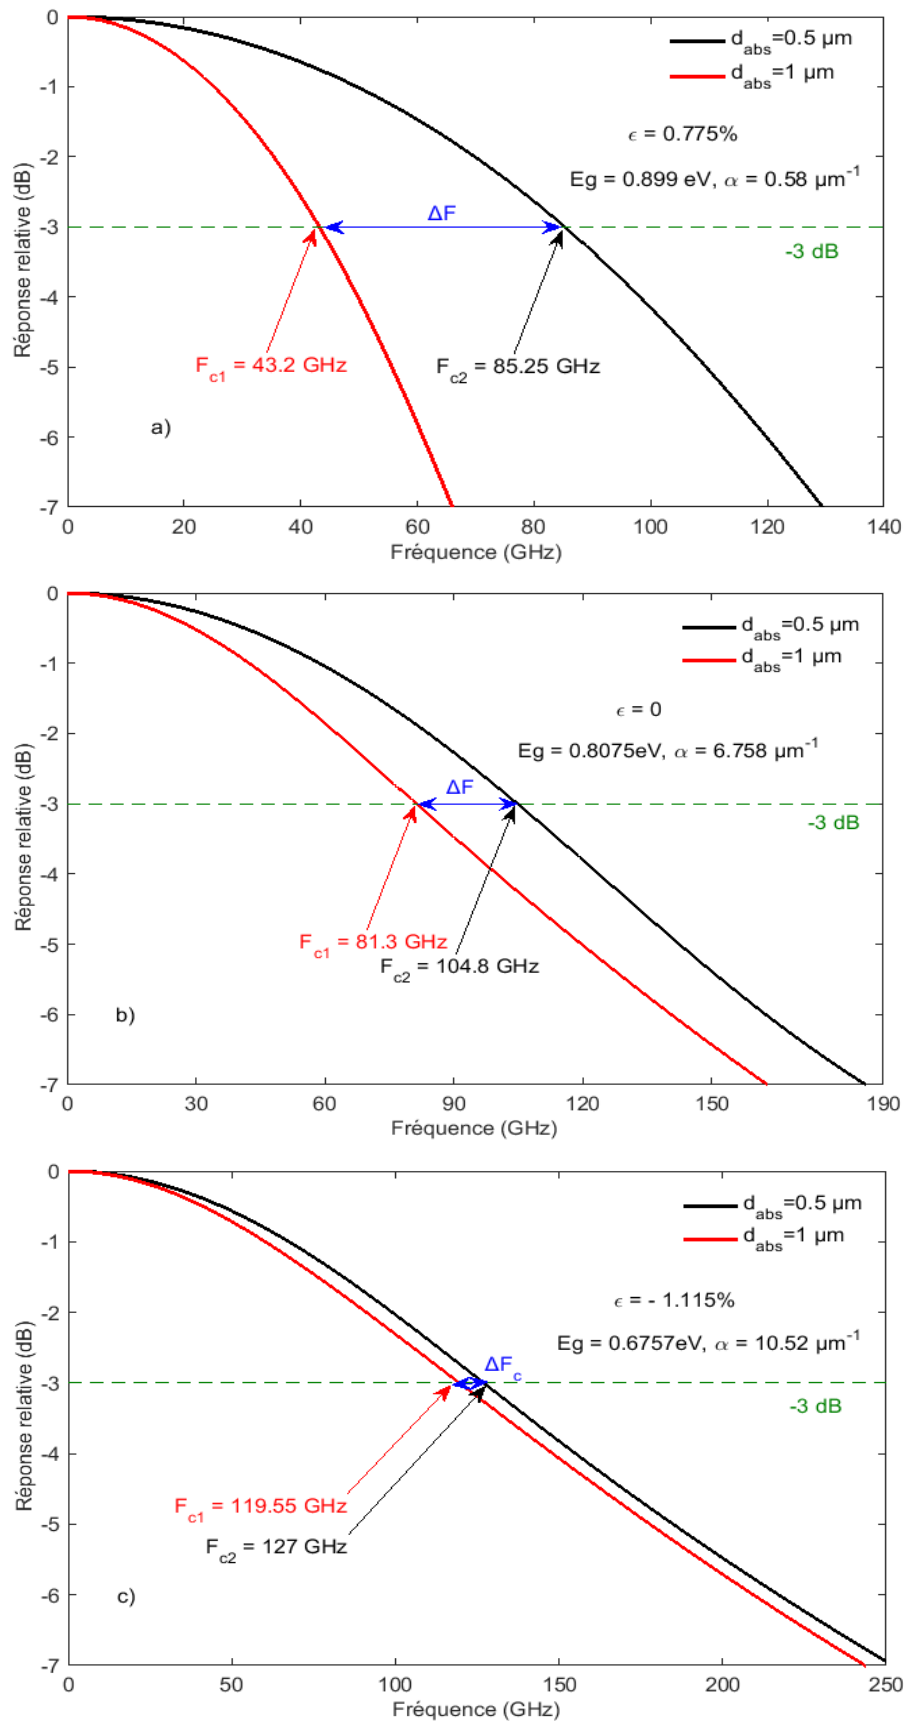 0
-1
-2
-3
-4
-5
-6
-7
Réponse relative (dB)
d_abs=0.5 µm
d_abs=1 µm
ϵ = 0.775%
Eg = 0.899 eV, α = 0.58 µm^-1
ΔF
-3 dB
F_c1 = 43.2 GHz
F_c2 = 85.25 GHz
a)
0 20 40 60 80 100 120 140
Fréquence (GHz)
0
-1
-2
-3
-4
-5
-6
-7
Réponse relative (dB)
d_abs=0.5 µm
d_abs=1 µm
ϵ = 0
Eg = 0.8075eV, α = 6.758 µm^-1
ΔF
-3 dB
F_c1 = 81.3 GHz
F_c2 = 104.8 GHz
b)
0 30 60 90 120 150 190
Fréquence (GHz)
0
-1
-2
-3
-4
-5
-6
-7
Réponse relative (dB)
d_abs=0.5 µm
d_abs=1 µm
ϵ = - 1.115%
Eg = 0.6757eV, α = 10.52 µm^-1
ΔF_c
-3 dB
F_c1 = 119.55 GHz
F_c2 = 127 GHz
c)
0 50 100 150 200 250
Fréquence (GHz)